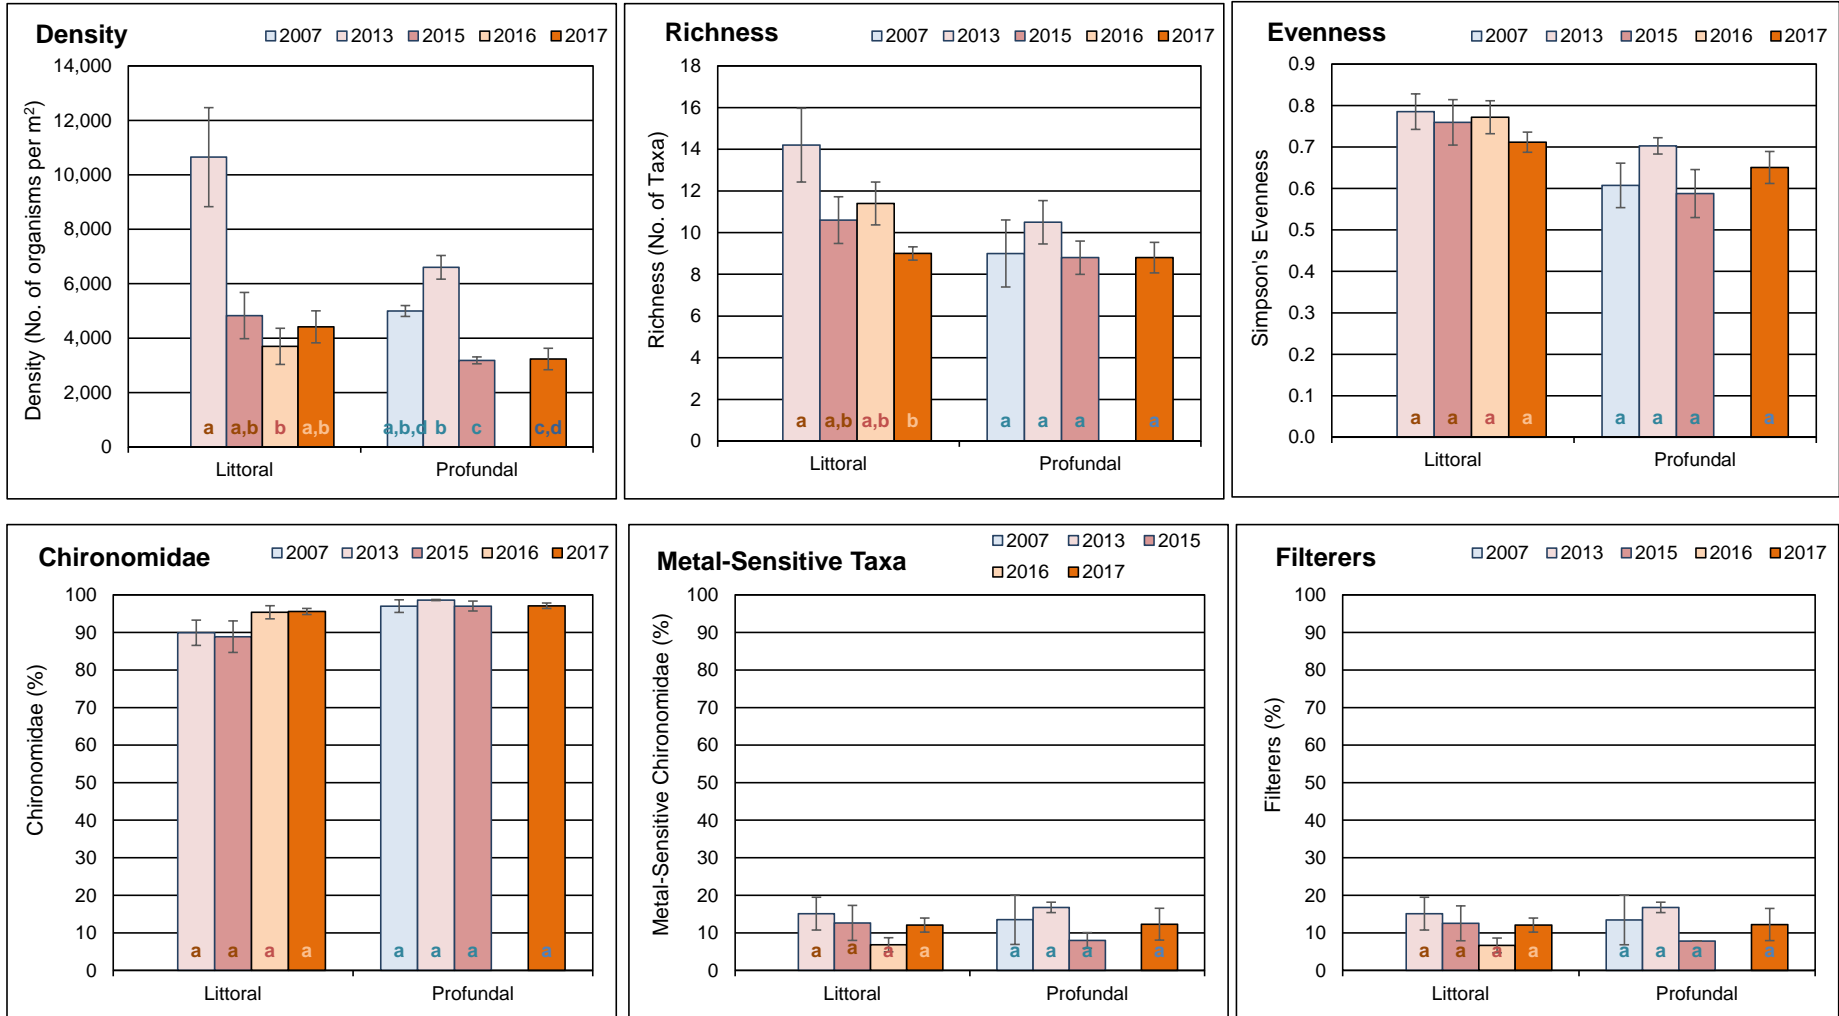 Density
2007 2013 2015 2016 2017
Density (No. of organisms per m²)
14,000
12,000
10,000
8,000
6,000
4,000
2,000
0
a a,b b a,b a,b,d b c c,d
Littoral Profundal
Richness
2007 2013 2015 2016 2017
Richness (No. of Taxa)
18
16
14
12
10
8
6
4
2
0
a a,b a,b b a a a a
Littoral Profundal
Evenness
2007 2013 2015 2016 2017
Simpson's Evenness
0.9
0.8
0.7
0.6
0.5
0.4
0.3
0.2
0.1
0.0
a a a a a a a a
Littoral Profundal
Chironomidae
2007 2013 2015 2016 2017
Chironomidae (%)
100
90
80
70
60
50
40
30
20
10
0
a a a a a a a a
Littoral Profundal
Metal-Sensitive Taxa
2007 2013 2015
2016 2017
Metal-Sensitive Chironomidae (%)
100
90
80
70
60
50
40
30
20
10
0
a a a a a a a a
Littoral Profundal
Filterers
2007 2013 2015 2016 2017
Filterers (%)
100
90
80
70
60
50
40
30
20
10
0
a a a a a a a a
Littoral Profundal